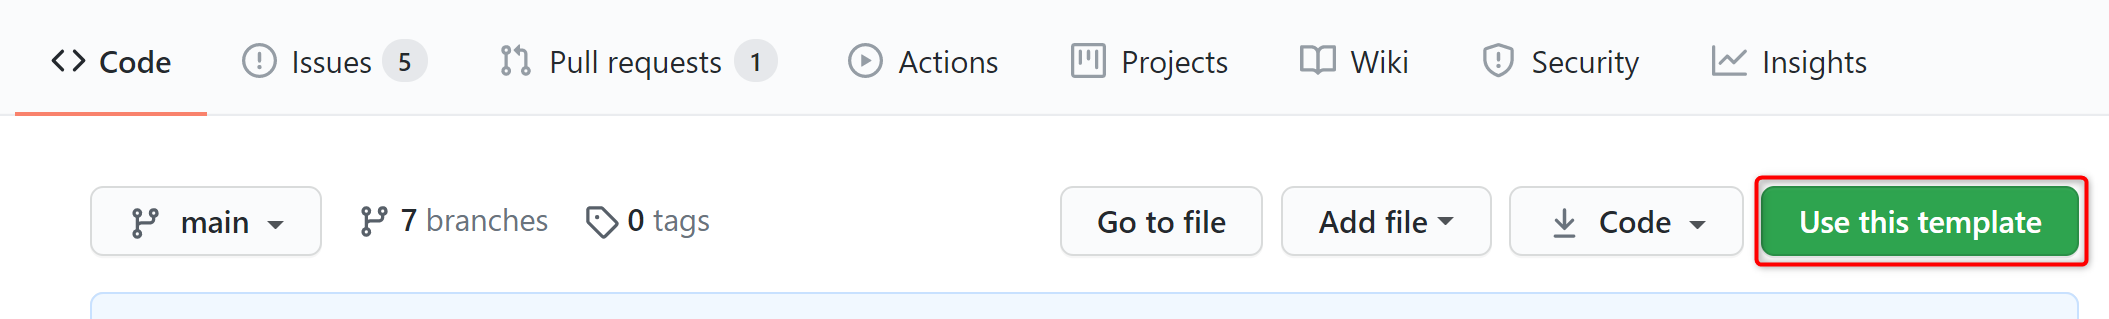 Code Issues 5 Pull requests 1 Actions Projects Wiki Security Insights
main 7 branches 0 tags Go to file Add file Code Use this template